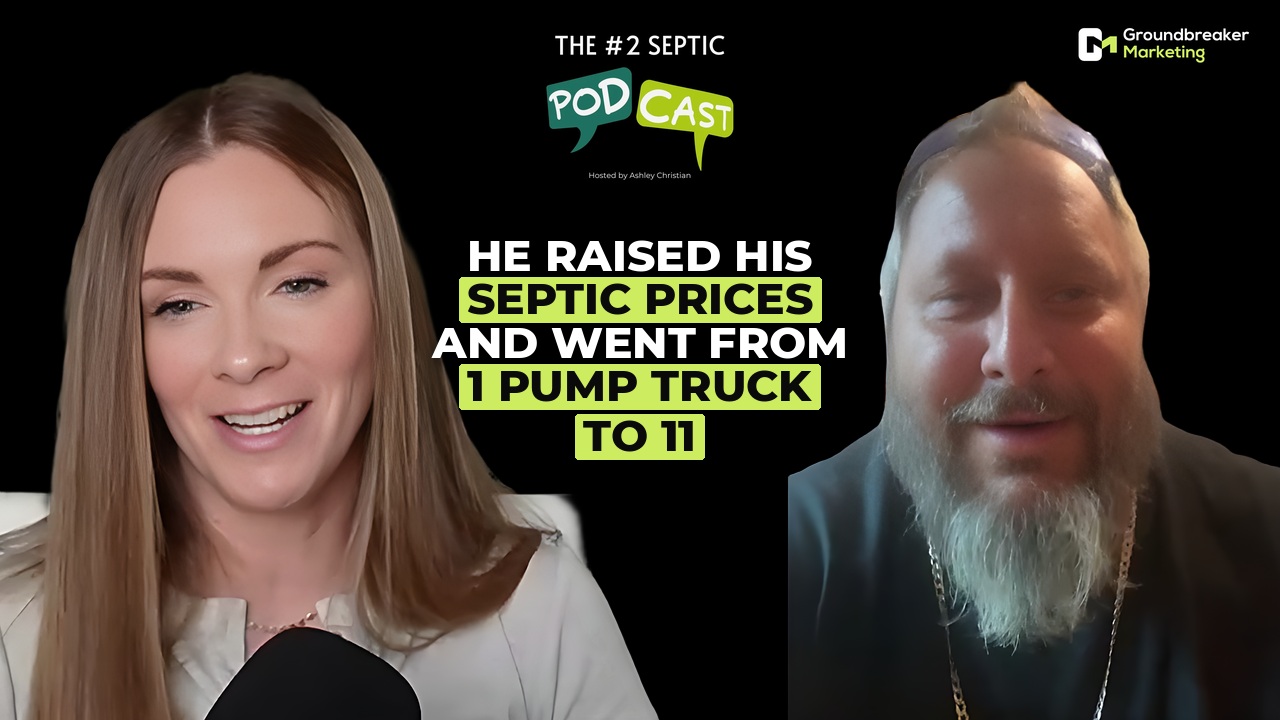 THE #2 SEPTIC
POD CAST
Hosted by Ashley Christian
Groundbreaker
Marketing
HE RAISED HIS
SEPTIC PRICES
AND WENT FROM
1 PUMP TRUCK
TO 11